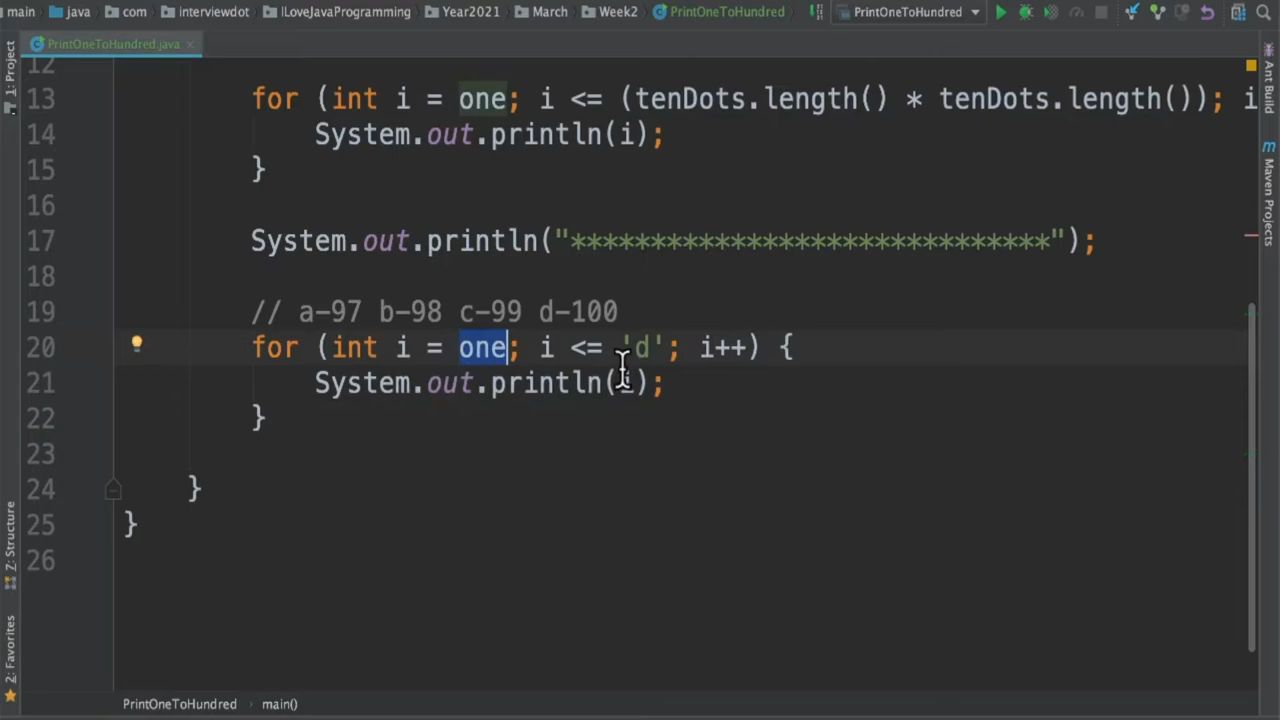 main java com interviewdot ILoveJavaProgramming Year2021 March Week2 PrintOneToHundred PrintOneToHundred
PrintOneToHundred.java
1: Project
Ant Build
Maven Projects
12
13 for (int i = one; i <= (tenDots.length() * tenDots.length()); i
14 System.out.println(i);
15 }
16
17 System.out.println("******************************");
18
19 // a-97 b-98 c-99 d-100
20 for (int i = one; i <= 'd'; i++) {
21 System.out.println(i);
22 }
23
24 }
25 }
26
Z: Structure
2: Favorites
PrintOneToHundred main()